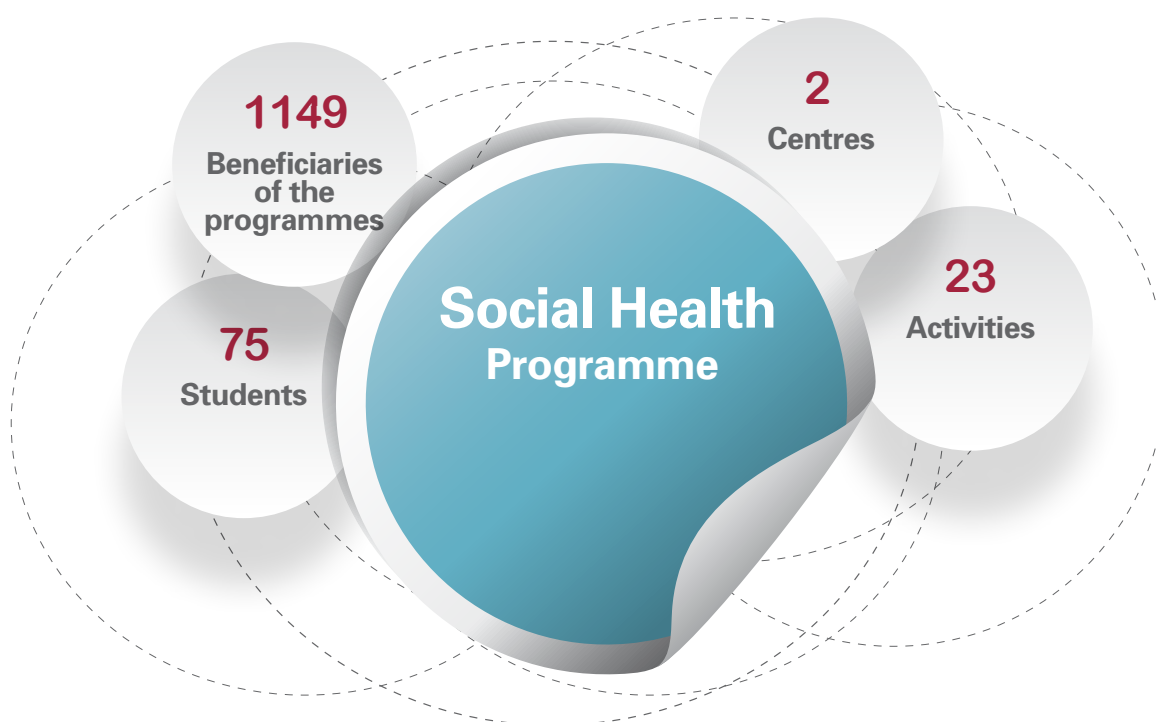 1149
Beneficiaries
of the
programmes
75
Students
Social Health
Programme
2
Centres
23
Activities